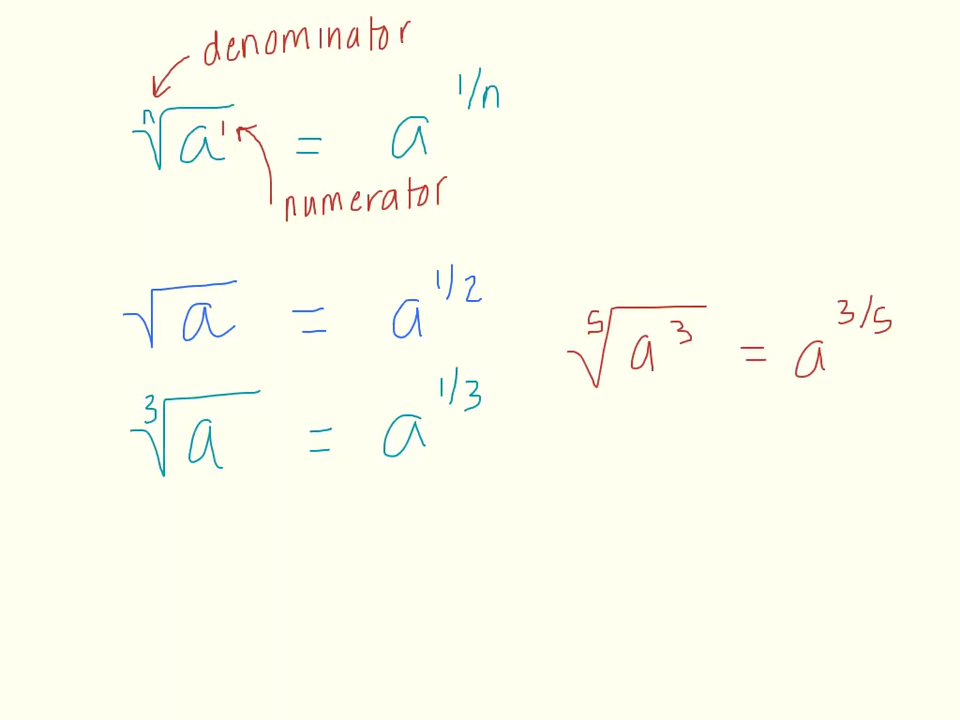 denominator
ⁿ√a¹ = a^1/n
numerator
√a = a^1/2
⁵√a³ = a^3/5
³√a = a^1/3